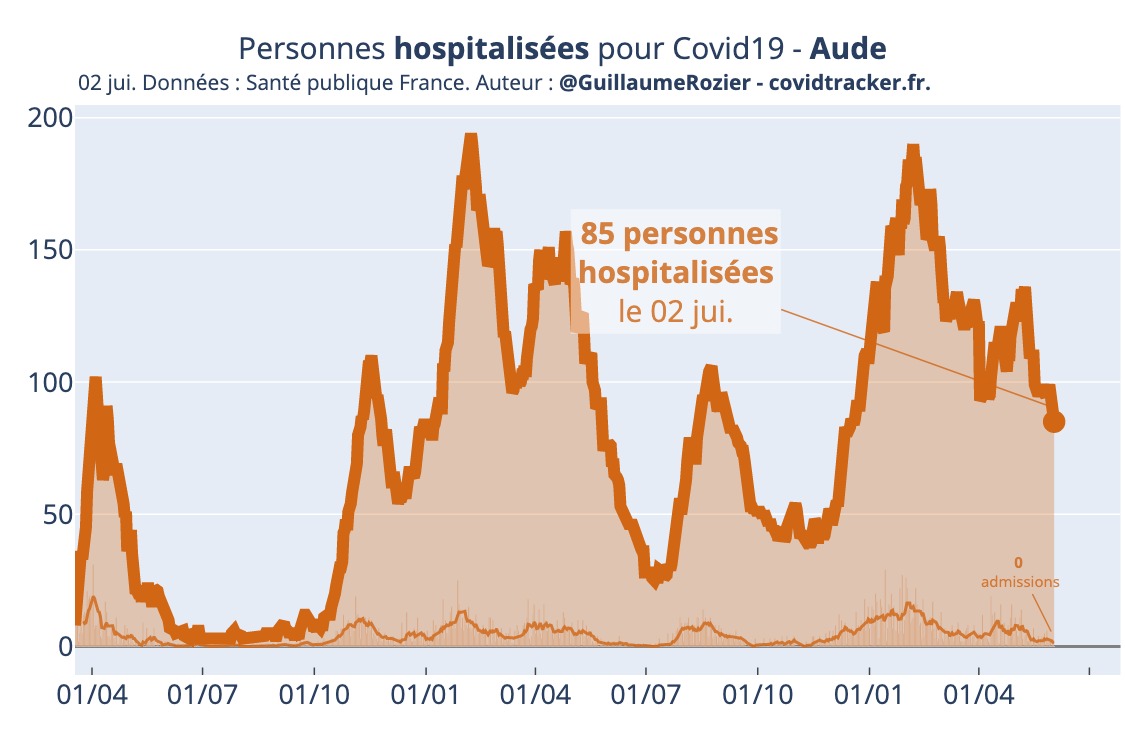 Personnes hospitalisées pour Covid19 - Aude
02 jui. Données : Santé publique France. Auteur : @GuillaumeRozier - covidtracker.fr.
200
150
100
50
0
85 personnes
hospitalisées
le 02 jui.
0
admissions
01/04 01/07 01/10 01/01 01/04 01/07 01/10 01/01 01/04